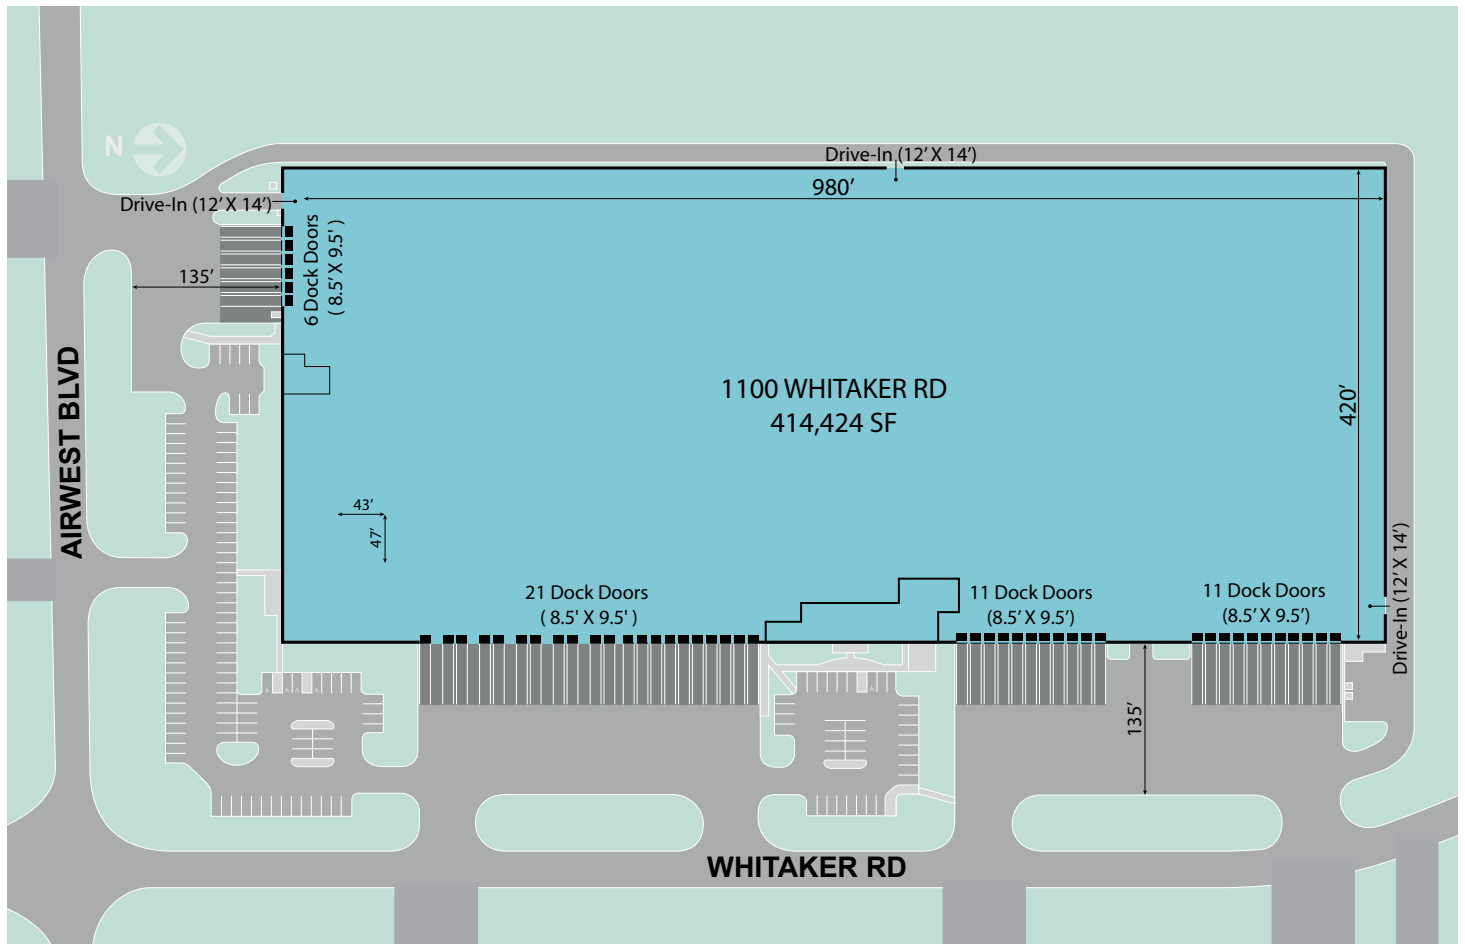 N
Drive-In (12’ X 14’)
980’
Drive-In (12’ X 14’)
6 Dock Doors
( 8.5' X 9.5' )
135’
AIRWEST BLVD
1100 WHITAKER RD
414,424 SF
420’
43’
47’
21 Dock Doors
( 8.5' X 9.5' )
11 Dock Doors
(8.5’ X 9.5’)
11 Dock Doors
(8.5’ X 9.5’)
Drive-In (12’ X 14’)
135’
WHITAKER RD